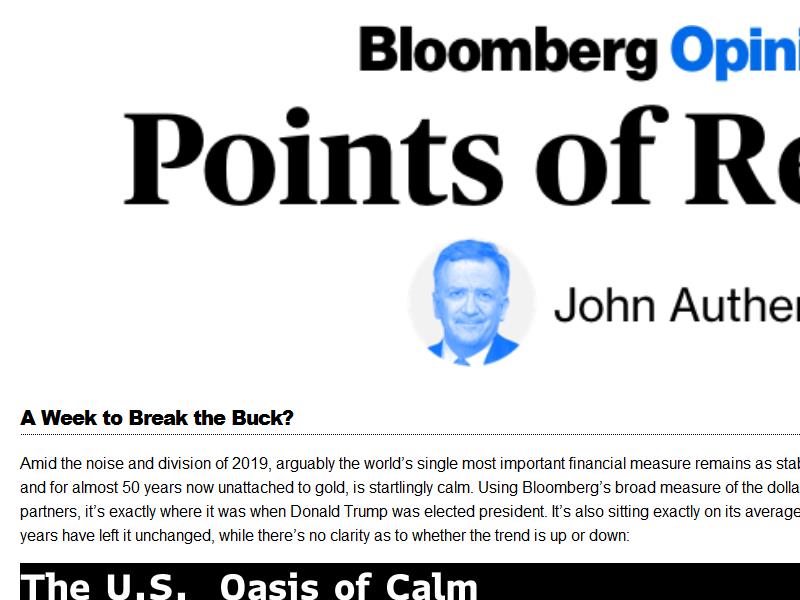 Bloomberg Opini
Points of Re
John Auther
A Week to Break the Buck?
Amid the noise and division of 2019, arguably the world's single most important financial measure remains as stab
and for almost 50 years now unattached to gold, is startlingly calm. Using Bloomberg's broad measure of the dolla
partners, it's exactly where it was when Donald Trump was elected president. It's also sitting exactly on its average
years have left it unchanged, while there's no clarity as to whether the trend is up or down:
The U.S. Oasis of Calm